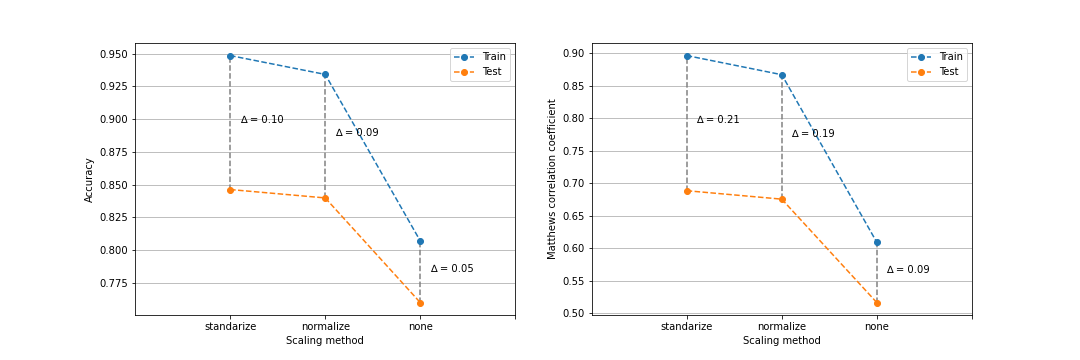 0.950
0.925
0.900
0.875
0.850
0.825
0.800
0.775
Accuracy
Train
Test
Δ = 0.10
Δ = 0.09
Δ = 0.05
standarize normalize none
Scaling method
0.90
0.85
0.80
0.75
0.70
0.65
0.60
0.55
0.50
Matthews correlation coefficient
Train
Test
Δ = 0.21
Δ = 0.19
Δ = 0.09
standarize normalize none
Scaling method